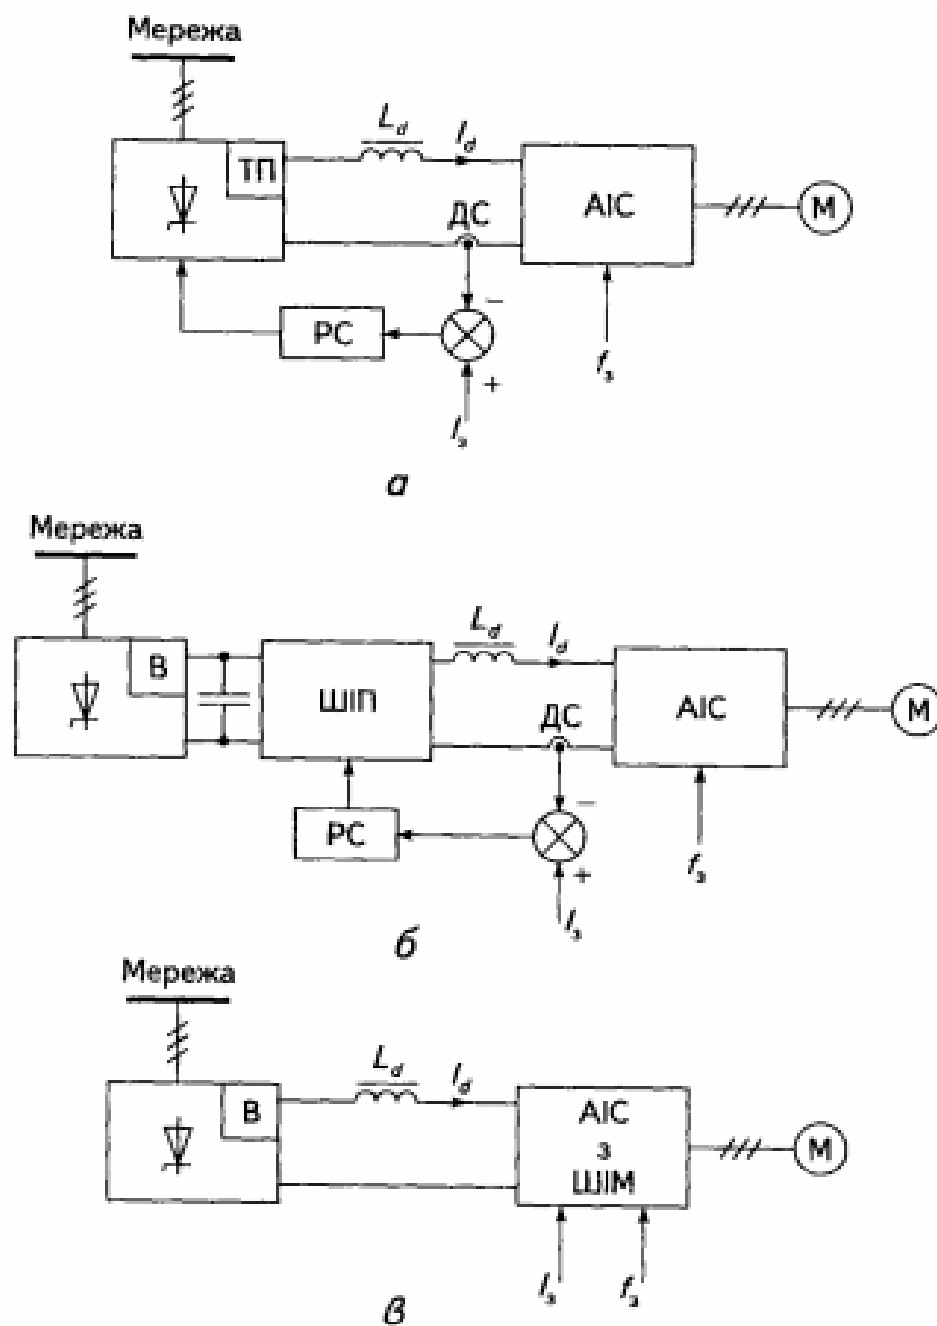 Мережа
L_d
I_d
ТП
АІС
М
ДС
РС
−
+
I_з
f_з
а
Мережа
L_d
I_d
В
ШІП
АІС
М
ДС
РС
−
+
I_з
f_з
б
Мережа
L_d
I_d
В
АІС
з
ШІМ
М
I_з
f_з
в